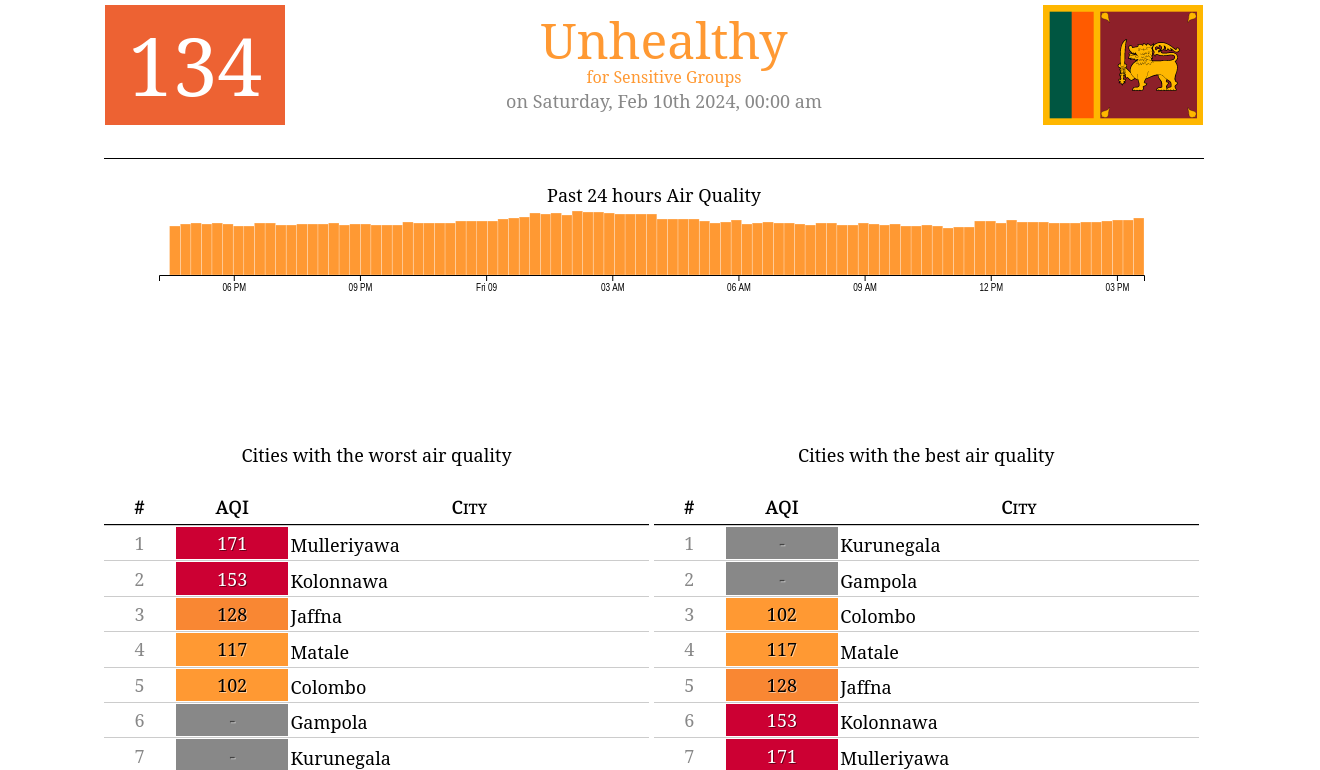 134
Unhealthy
for Sensitive Groups
on Saturday, Feb 10th 2024, 00:00 am
Past 24 hours Air Quality
06 PM 09 PM Fri 09 03 AM 06 AM 09 AM 12 PM 03 PM
Cities with the worst air quality
# AQI City
1 171 Mulleriyawa
2 153 Kolonnawa
3 128 Jaffna
4 117 Matale
5 102 Colombo
6 - Gampola
7 - Kurunegala
Cities with the best air quality
# AQI City
1 - Kurunegala
2 - Gampola
3 102 Colombo
4 117 Matale
5 128 Jaffna
6 153 Kolonnawa
7 171 Mulleriyawa